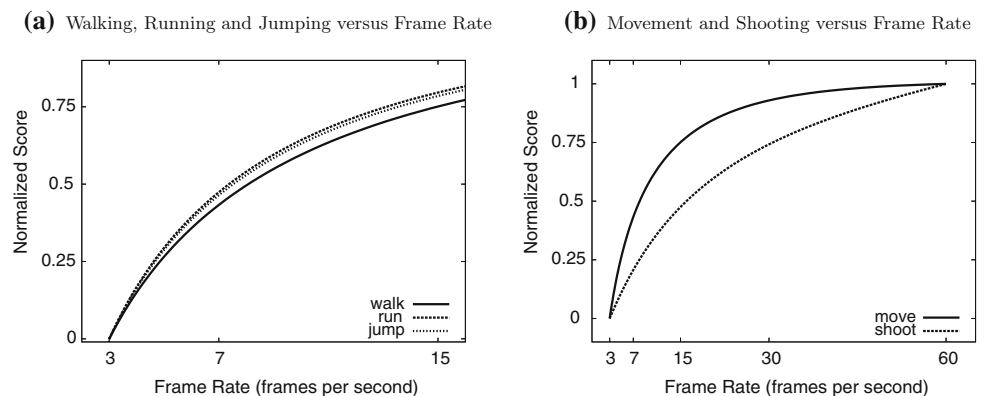 (a) Walking, Running and Jumping versus Frame Rate
0.75
0.5
0.25
0
Normalized Score
walk
run
jump
3 7 15
Frame Rate (frames per second)
(b) Movement and Shooting versus Frame Rate
1
0.75
0.5
0.25
0
Normalized Score
move
shoot
3 7 15 30 60
Frame Rate (frames per second)